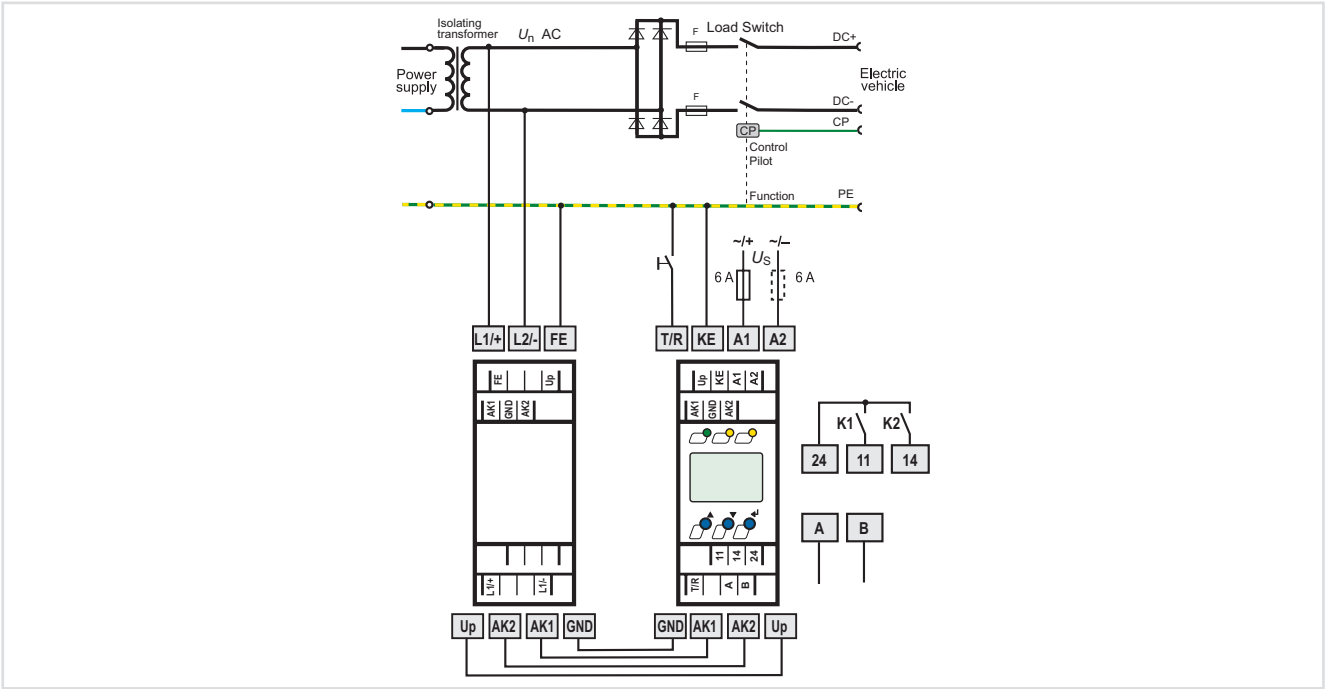 Isolating
transformer
Un AC
F
Load Switch
DC+
Power
supply
Electric
vehicle
F
DC-
CP
CP
Control
Pilot
Function
PE
~/+
~/–
US
6 A
6 A
L1/+
L2/-
FE
T/R
KE
A1
A2
FE
Up
Up
KE
A1
A2
AK1
GND
AK2
AK1
GND
AK2
K1
K2
24
11
14
A
B
11
14
24
L1/+
L1/-
T/R
A
B
Up
AK2
AK1
GND
GND
AK1
AK2
Up